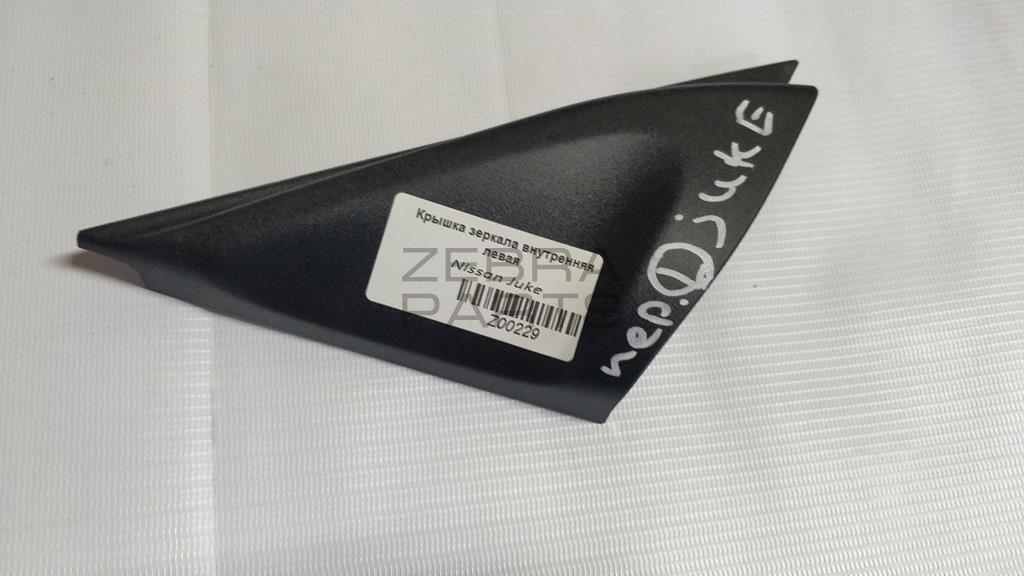 Крышка зеркала внутренняя
левая
Nissan Juke
Z00229
ZEBRA
PARTS
пер. juke